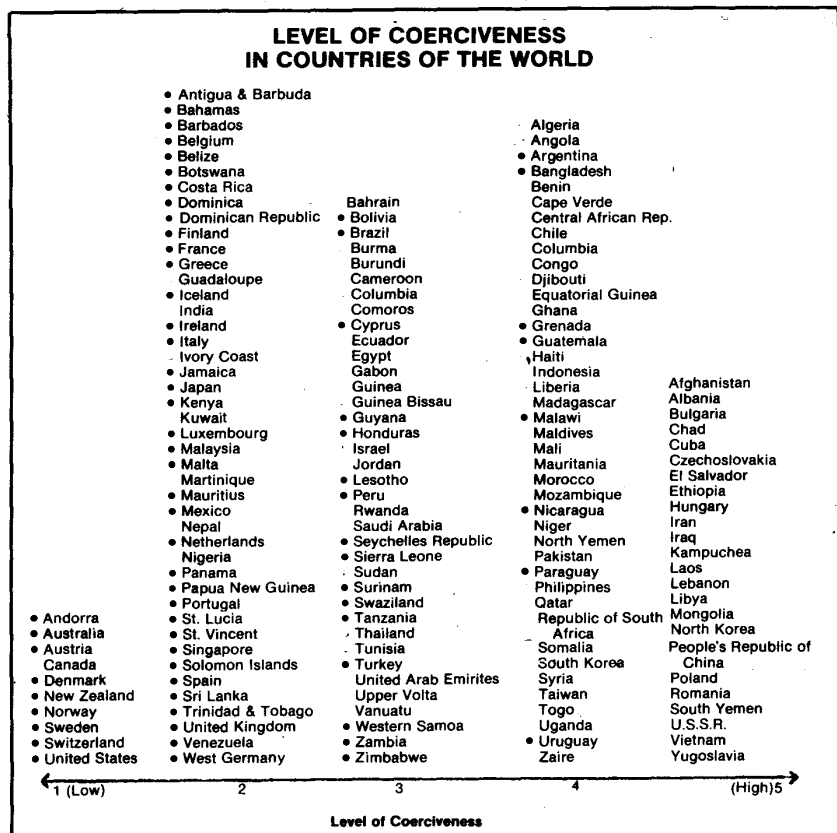 LEVEL OF COERCIVENESS
IN COUNTRIES OF THE WORLD
• Andorra
• Australia
• Austria
Canada
• Denmark
• New Zealand
• Norway
• Sweden
• Switzerland
• United States
• Antigua & Barbuda
• Bahamas
• Barbados
• Belgium
• Belize
• Botswana
• Costa Rica
• Dominica
• Dominican Republic
• Finland
• France
• Greece
Guadaloupe
• Iceland
India
• Ireland
• Italy
Ivory Coast
• Jamaica
• Japan
• Kenya
Kuwait
• Luxembourg
• Malaysia
• Malta
Martinique
• Mauritius
• Mexico
Nepal
• Netherlands
Nigeria
• Panama
• Papua New Guinea
• Portugal
• St. Lucia
• St. Vincent
• Singapore
• Solomon Islands
• Spain
• Sri Lanka
• Trinidad & Tobago
• United Kingdom
• Venezuela
• West Germany
Bahrain
• Bolivia
• Brazil
Burma
Burundi
Cameroon
Columbia
Comoros
• Cyprus
Ecuador
Egypt
Gabon
Guinea
Guinea Bissau
• Guyana
• Honduras
Israel
Jordan
• Lesotho
• Peru
Rwanda
Saudi Arabia
• Seychelles Republic
• Sierra Leone
Sudan
• Surinam
• Swaziland
• Tanzania
Thailand
Tunisia
• Turkey
United Arab Emirites
Upper Volta
Vanuatu
• Western Samoa
• Zambia
• Zimbabwe
Algeria
Angola
• Argentina
• Bangladesh
Benin
Cape Verde
Central African Rep.
Chile
Columbia
Congo
Djibouti
Equatorial Guinea
Ghana
• Grenada
• Guatemala
Haiti
Indonesia
Liberia
Madagascar
• Malawi
Maldives
Mali
Mauritania
Morocco
Mozambique
• Nicaragua
Niger
North Yemen
Pakistan
• Paraguay
Philippines
Qatar
Republic of South
Africa
Somalia
South Korea
Syria
Taiwan
Togo
Uganda
• Uruguay
Zaire
Afghanistan
Albania
Bulgaria
Chad
Cuba
Czechoslovakia
El Salvador
Ethiopia
Hungary
Iran
Iraq
Kampuchea
Laos
Lebanon
Libya
Mongolia
North Korea
People's Republic of
China
Poland
Romania
South Yemen
U.S.S.R.
Vietnam
Yugoslavia
1 (Low) 2 3 4 (High)5
Level of Coerciveness